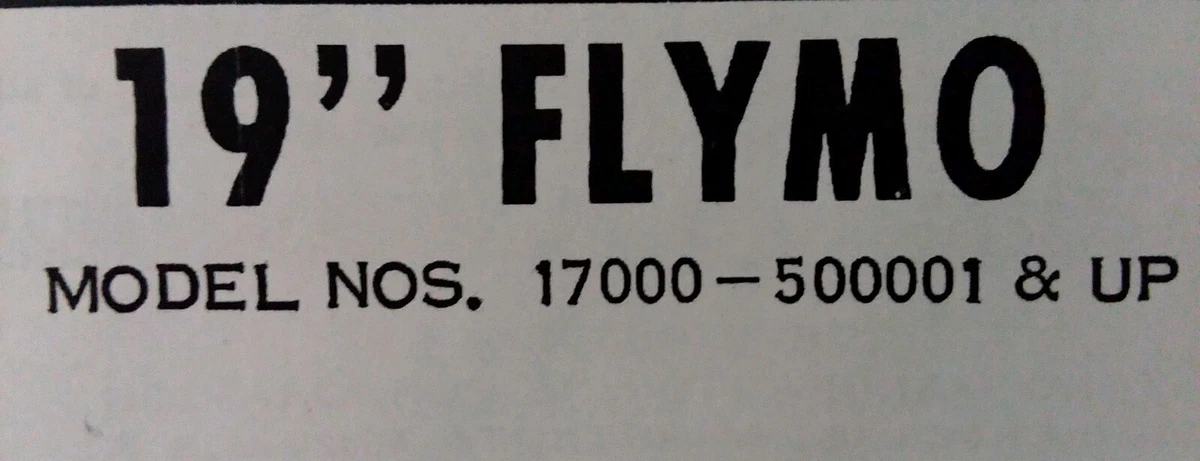 19’’ FLYMO
MODEL NOS. 17000–500001 & UP